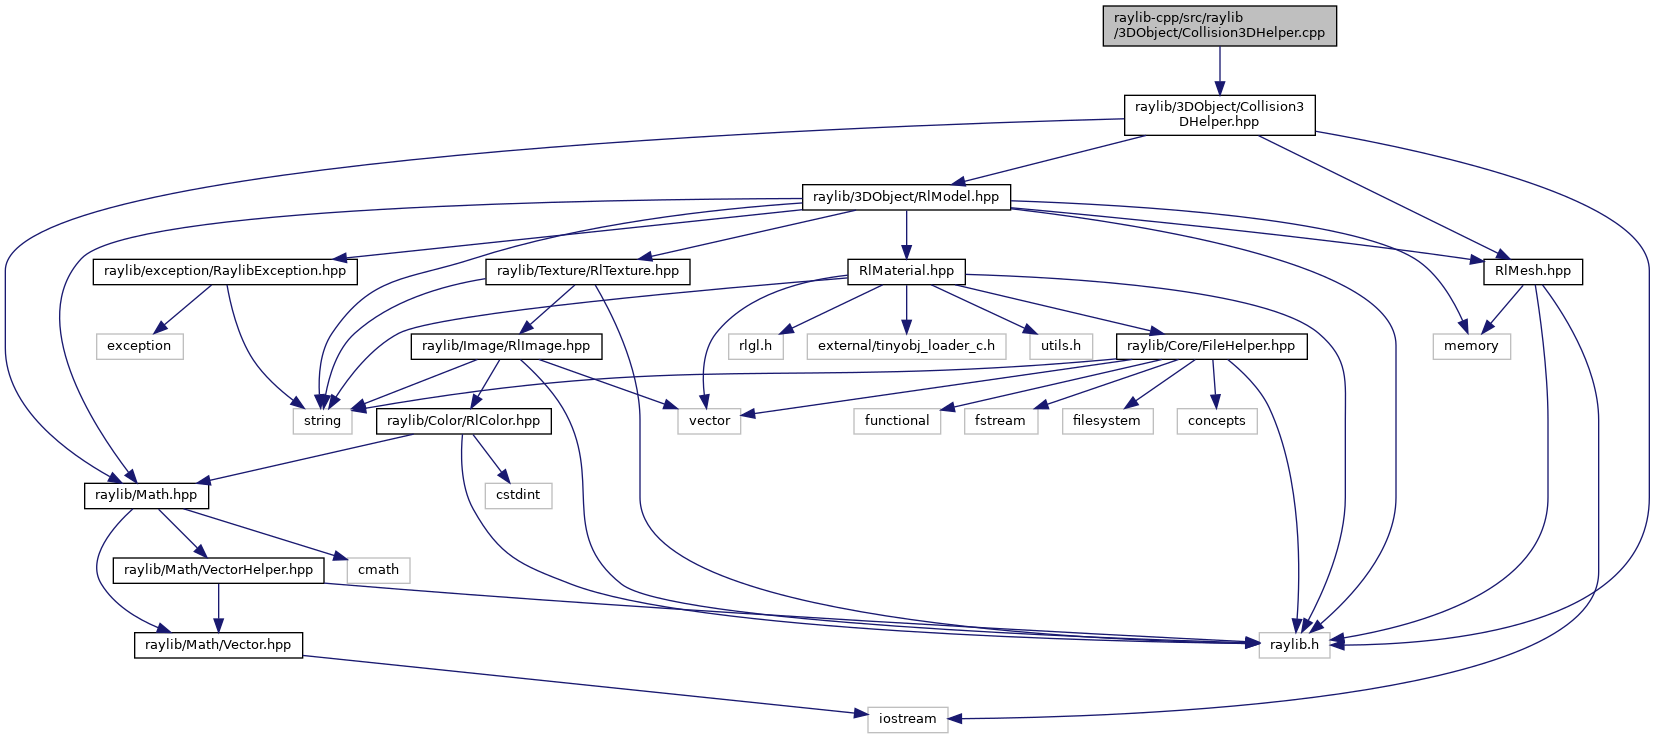 raylib-cpp/src/raylib
/3DObject/Collision3DHelper.cpp
raylib/3DObject/Collision3
DHelper.hpp
raylib/3DObject/RlModel.hpp
raylib/exception/RaylibException.hpp
raylib/Texture/RlTexture.hpp
RlMaterial.hpp
RlMesh.hpp
exception
raylib/Image/RlImage.hpp
rlgl.h
external/tinyobj_loader_c.h
utils.h
raylib/Core/FileHelper.hpp
memory
string
raylib/Color/RlColor.hpp
vector
functional
fstream
filesystem
concepts
raylib/Math.hpp
cstdint
raylib/Math/VectorHelper.hpp
cmath
raylib/Math/Vector.hpp
raylib.h
iostream